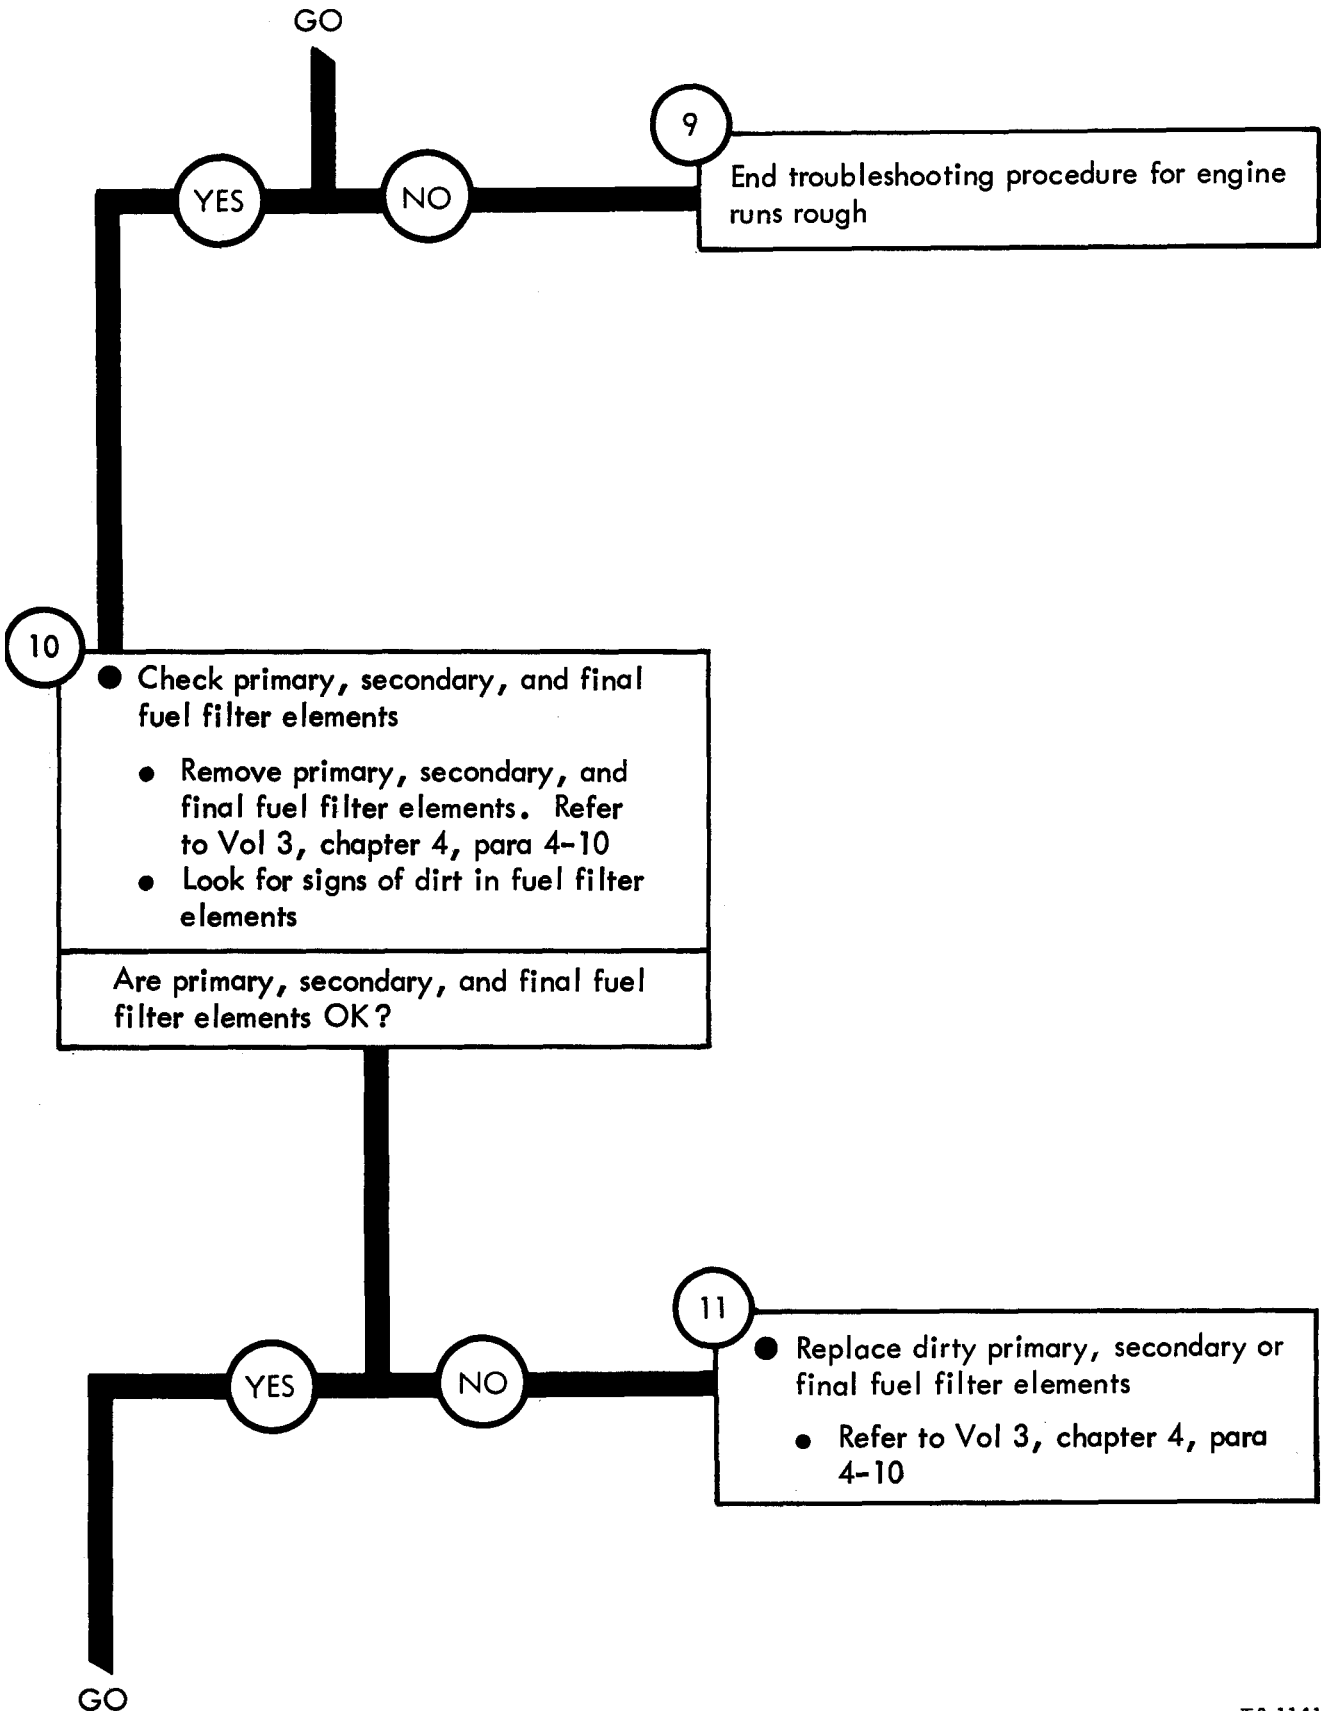 GO
YES
NO
9
End troubleshooting procedure for engine
runs rough
10
● Check primary, secondary, and final
fuel filter elements
● Remove primary, secondary, and
final fuel filter elements. Refer
to Vol 3, chapter 4, para 4-10
● Look for signs of dirt in fuel filter
elements
Are primary, secondary, and final fuel
filter elements OK?
YES
NO
11
● Replace dirty primary, secondary or
final fuel filter elements
● Refer to Vol 3, chapter 4, para
4-10
GO